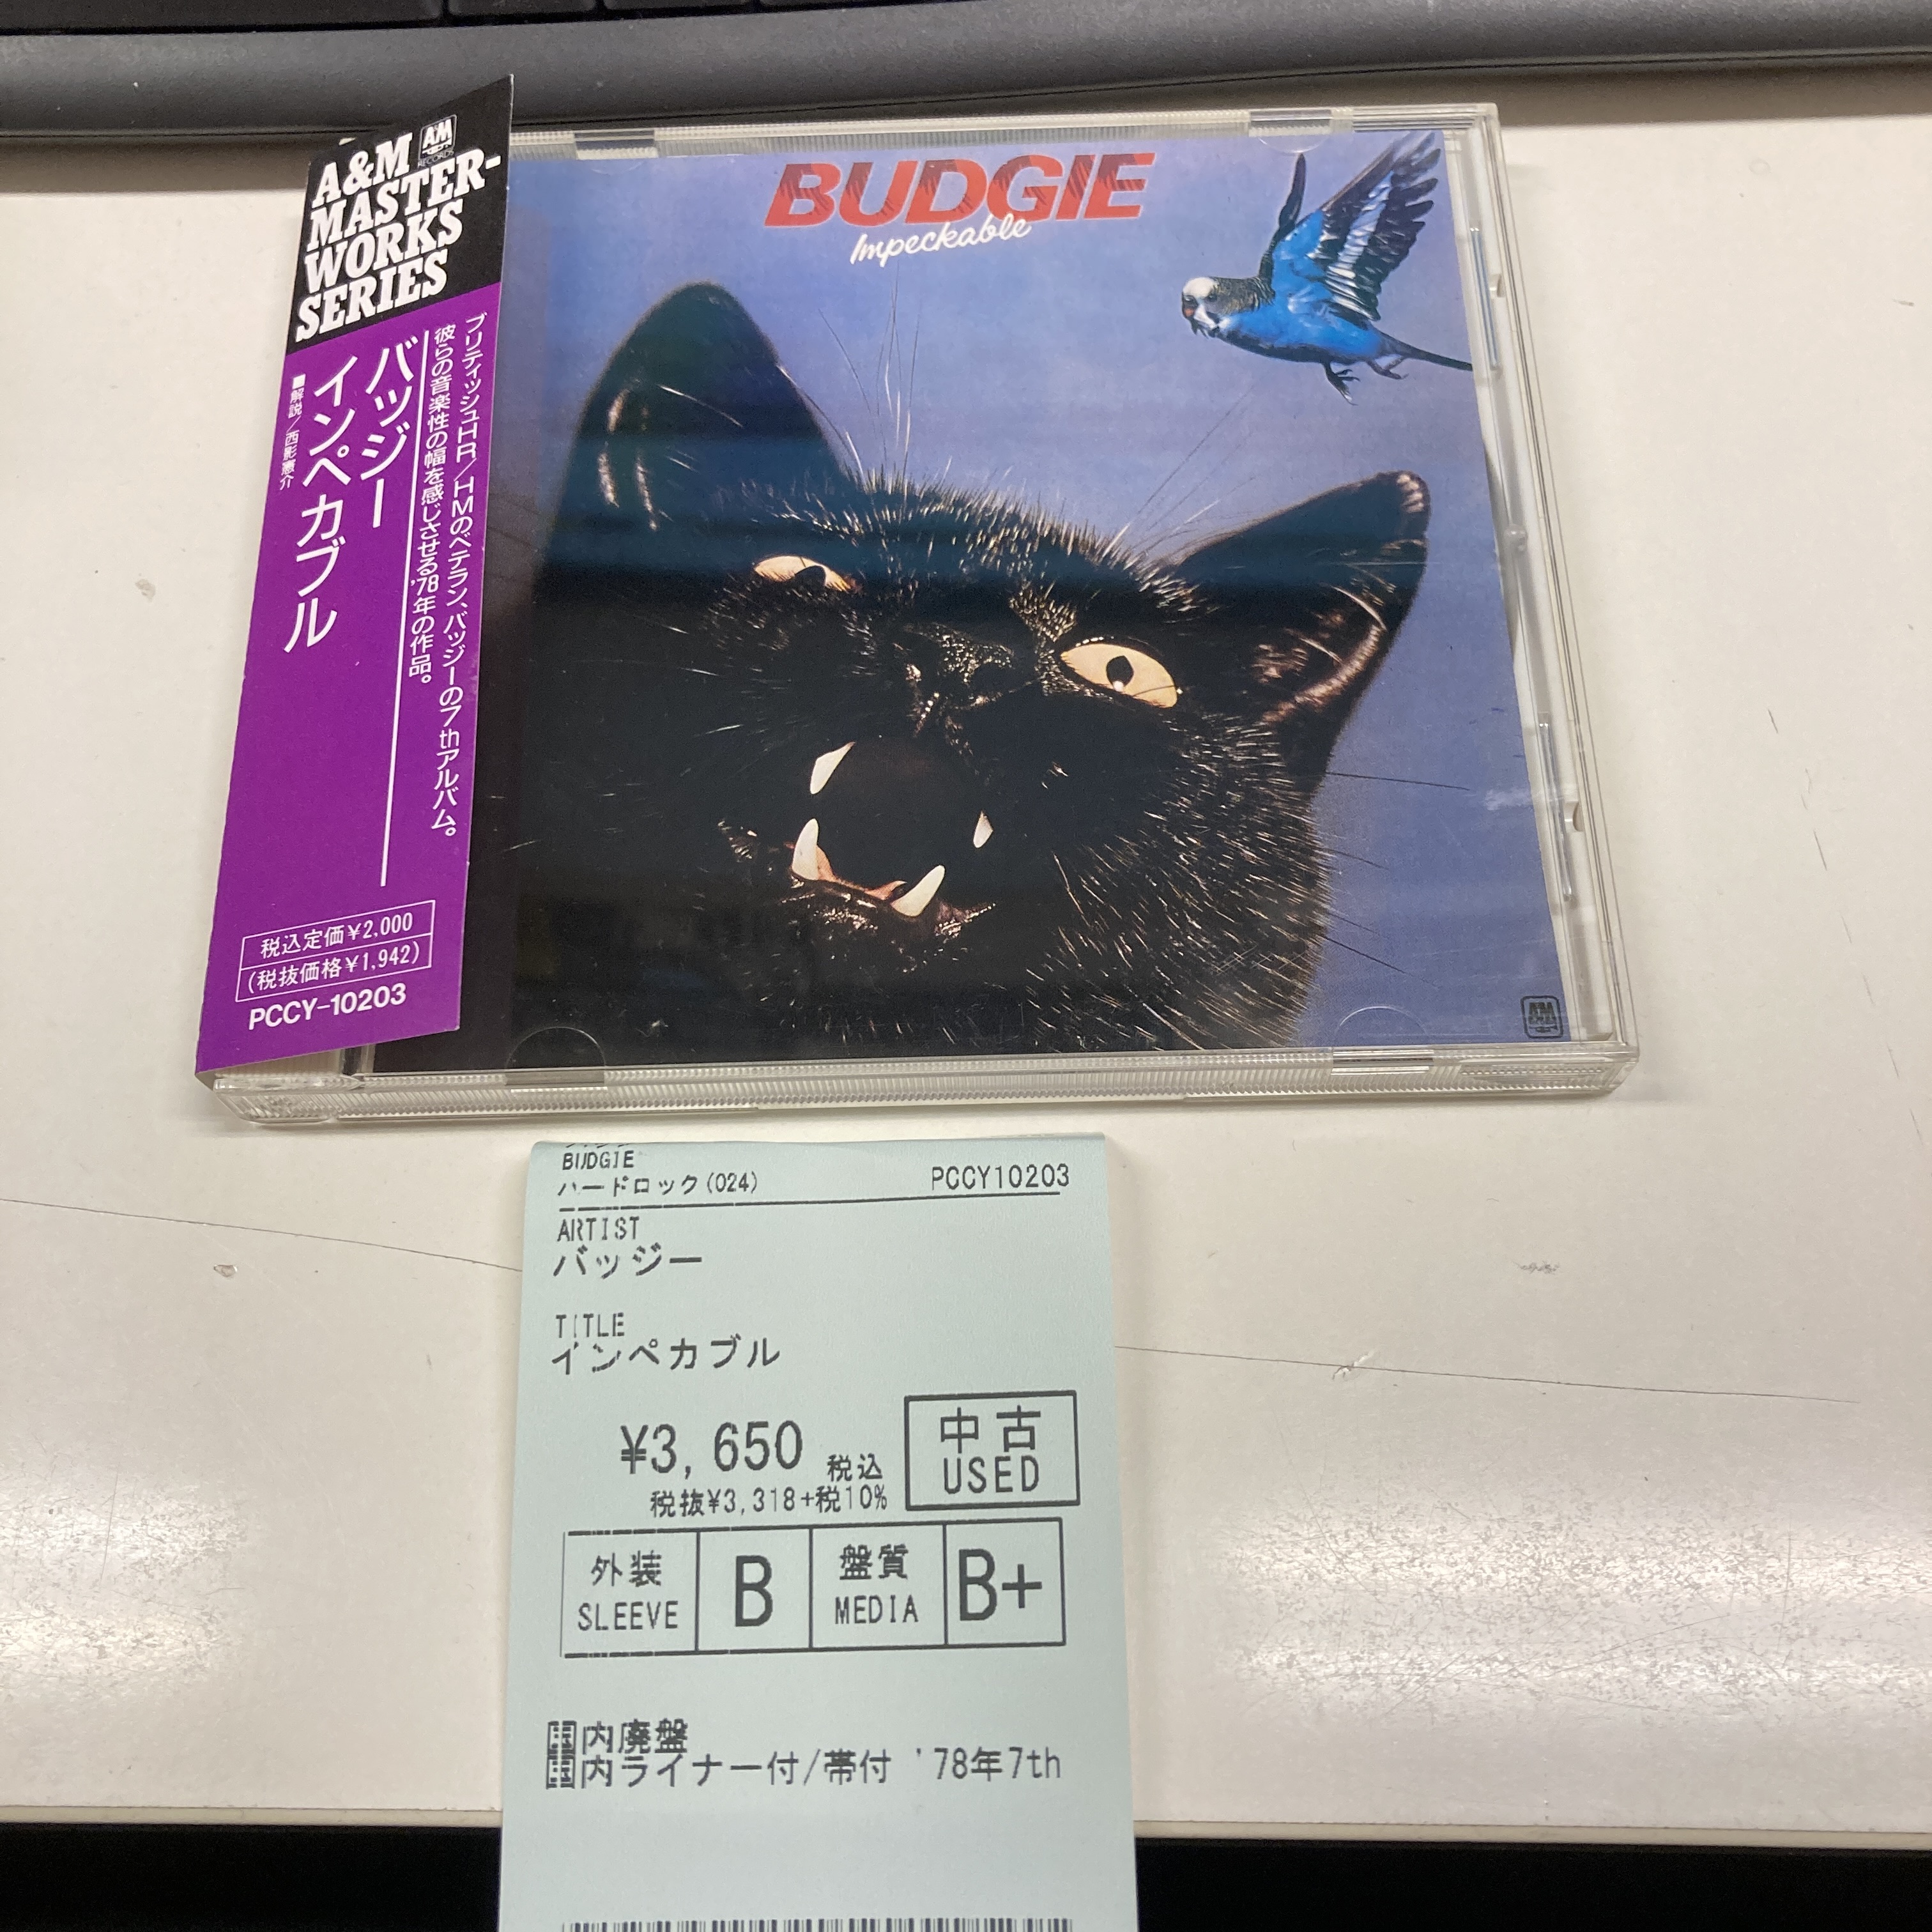 A&M
MASTER-
WORKS
SERIES
AM
RECORDS
ブリティッシュHR/HMのベテラン、バッジーの7thアルバム。
彼らの音楽性の幅を感じさせる'78年の作品。
バッジー
インペカブル
■解説/西影憲介
税込定価¥2,000
(税抜価格¥1,942)
PCCY-10203
BUDGIE
Impeckable
AM
BUDGIE
ハードロック(024)
PCCY10203
ARTIST
バッジー
TITLE
インペカブル
¥3,650 税込
税抜¥3,318+税10%
中古
USED
外装
SLEEVE
B
盤質
MEDIA
B+
国内廃盤
国内ライナー付/帯付 '78年7th